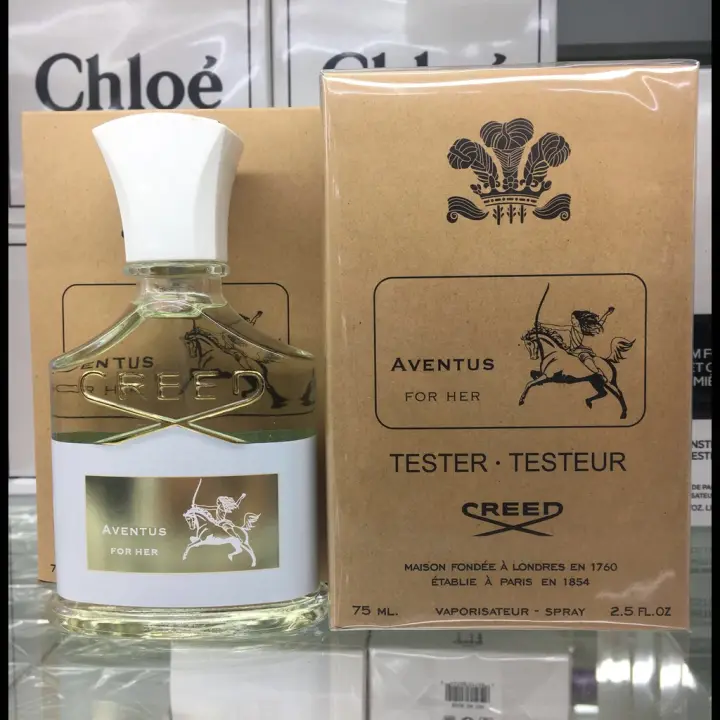 Chloé
CREED
AVENTUS
FOR HER
AVENTUS
FOR HER
TESTER · TESTEUR
CREED
MAISON FONDÉE À LONDRES EN 1760
ÉTABLIE À PARIS EN 1854
75 ML. VAPORISATEUR - SPRAY 2.5 FL.OZ